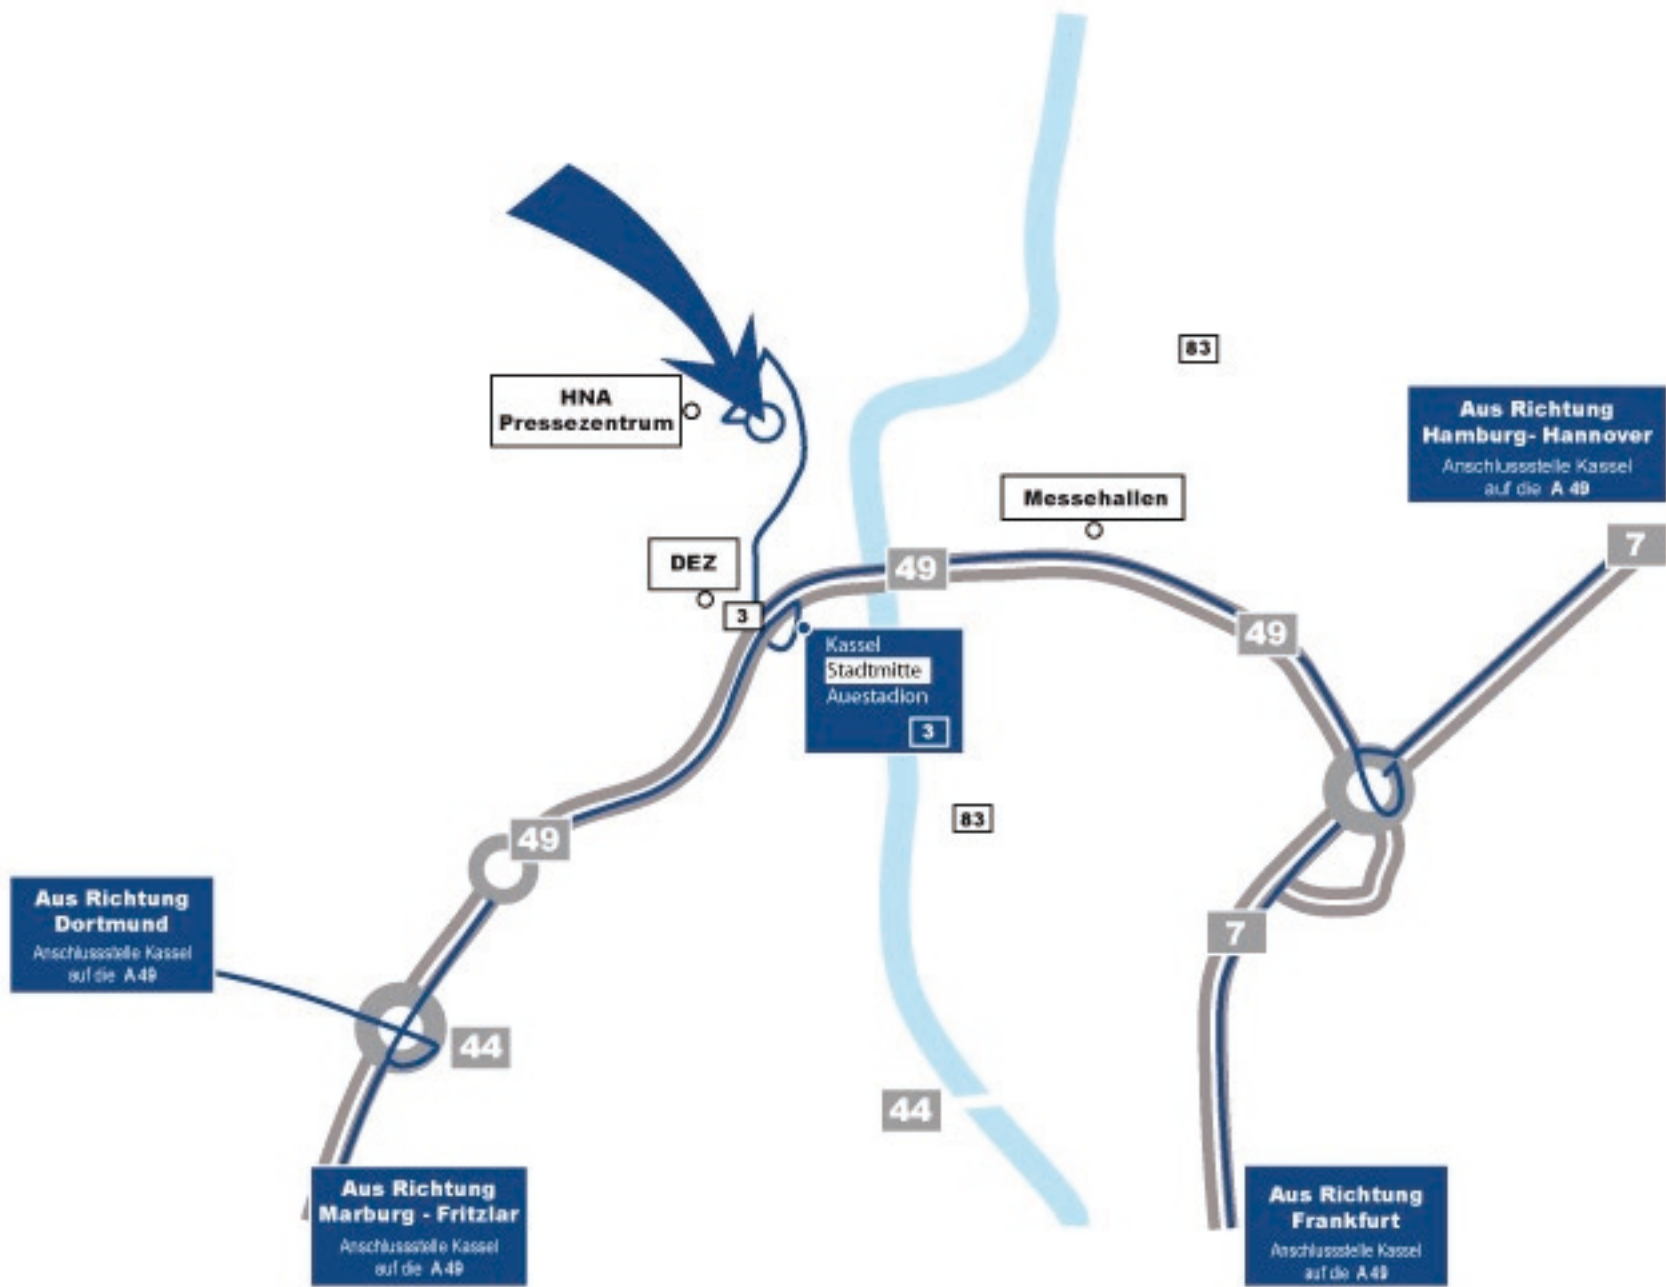 83
HNA
Pressezentrum
Aus Richtung
Hamburg- Hannover
Anschlussstelle Kassel
auf die A 49
Messehallen
7
DEZ
49
3
49
Kassel
Stadtmitte
Auestadion
3
83
49
Aus Richtung
Dortmund
Anschlussstelle Kassel
auf die A 49
7
44
44
Aus Richtung
Marburg - Fritzlar
Anschlussstelle Kassel
auf die A 49
Aus Richtung
Frankfurt
Anschlussstelle Kassel
auf die A 49